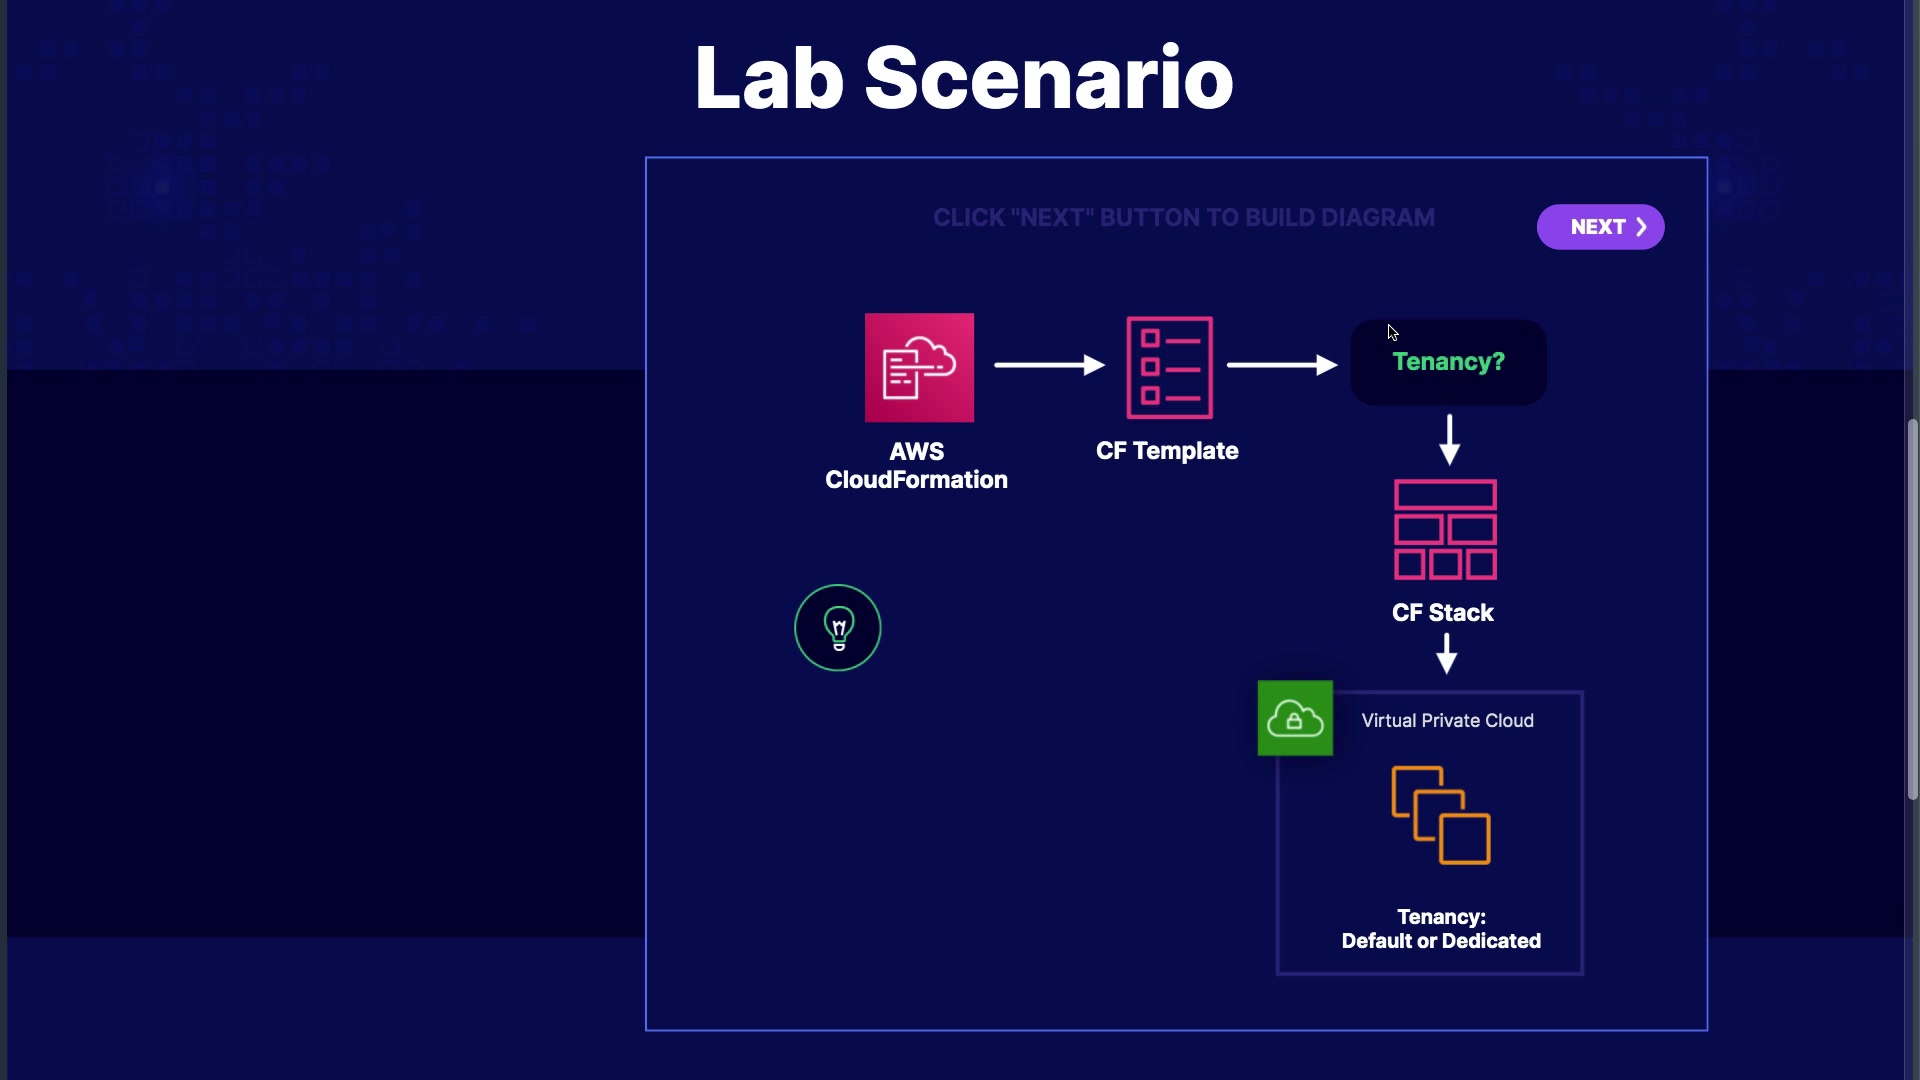 Lab Scenario
CLICK "NEXT" BUTTON TO BUILD DIAGRAM
NEXT
Tenancy?
AWS
CloudFormation
CF Template
CF Stack
Virtual Private Cloud
Tenancy:
Default or Dedicated